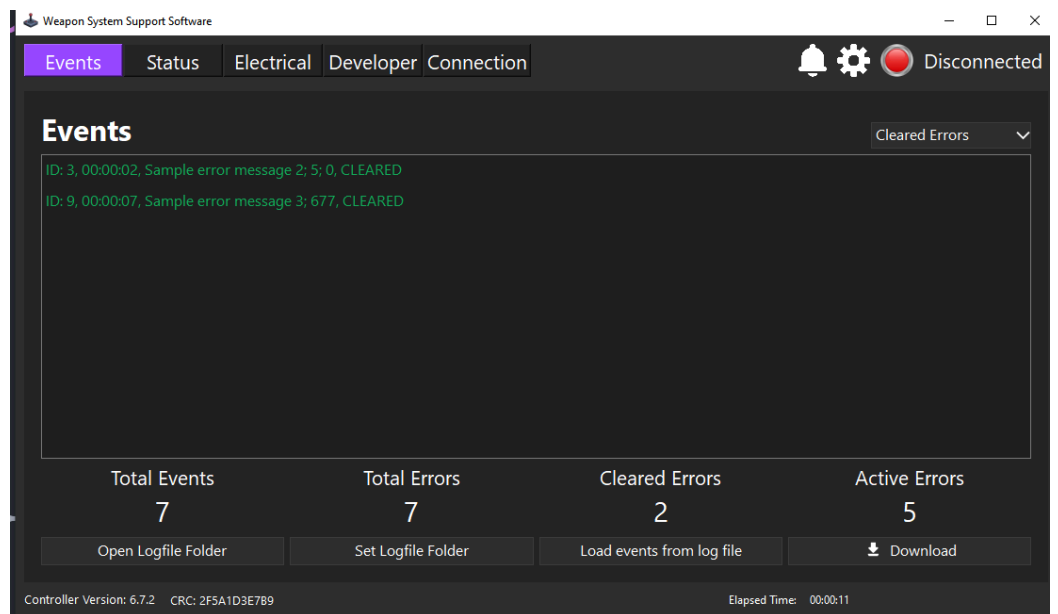 Weapon System Support Software
Events Status Electrical Developer Connection Disconnected
Events
Cleared Errors
ID: 3, 00:00:02, Sample error message 2; 5; 0, CLEARED
ID: 9, 00:00:07, Sample error message 3; 677, CLEARED
Total Events Total Errors Cleared Errors Active Errors
7 7 2 5
Open Logfile Folder Set Logfile Folder Load events from log file Download
Controller Version: 6.7.2 CRC: 2F5A1D3E7B9 Elapsed Time: 00:00:11